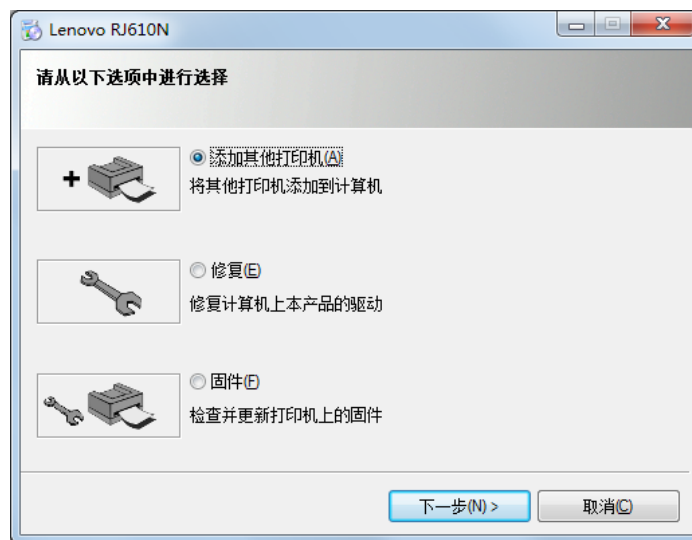 Lenovo RJ610N
请从以下选项中进行选择
添加其他打印机(A)
将其他打印机添加到计算机
修复(E)
修复计算机上本产品的驱动
固件(F)
检查并更新打印机上的固件
下一步(N) >
取消(C)